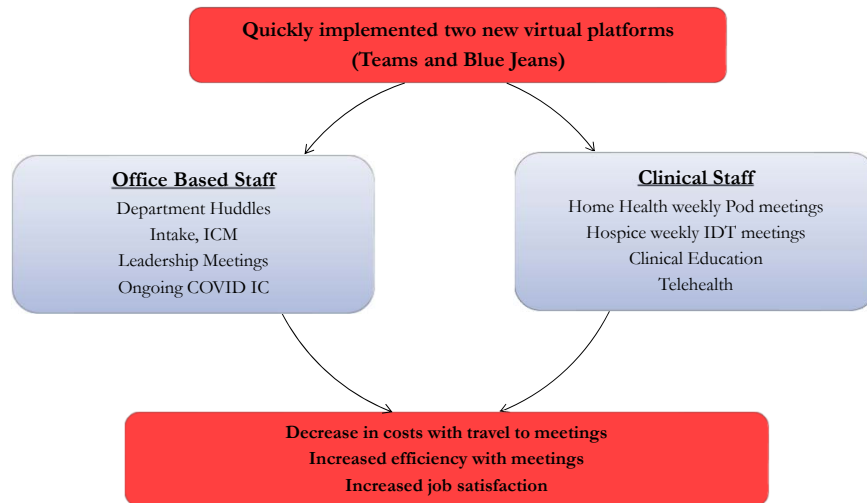 Quickly implemented two new virtual platforms
(Teams and Blue Jeans)
Office Based Staff
Department Huddles
Intake, ICM
Leadership Meetings
Ongoing COVID IC
Clinical Staff
Home Health weekly Pod meetings
Hospice weekly IDT meetings
Clinical Education
Telehealth
Decrease in costs with travel to meetings
Increased efficiency with meetings
Increased job satisfaction